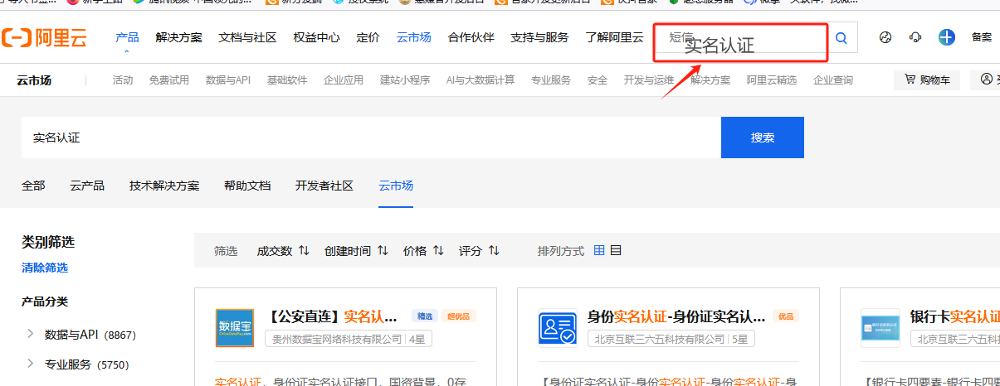 阿里云
产品 解决方案 文档与社区 权益中心 定价 云市场 合作伙伴 支持与服务 了解阿里云 短信 备案
实名认证
云市场 活动 免费试用 数据与API 基础软件 企业应用 建站小程序 AI与大数据计算 专业服务 安全 开发与运维 解决方案 阿里云精选 企业查询 购物车
实名认证 搜索
全部 云产品 技术解决方案 帮助文档 开发者社区 云市场
类别筛选
清除筛选
产品分类
数据与API (8867)
专业服务 (5750)
筛选 成交数 创建时间 价格 评分 排列方式
数据宝
ChinaDataPay.com
【公安直连】实名认... 精选 超优品
贵州数据宝网络科技有限公司 4星
实名认证，身份证实名认证接口，国资背景，0存
身份实名认证-身份证实名认... 优品
北京互联三六五科技有限公司 5星
【身份实名认证-身份实名认证-身份实名认证-身
银行卡实名认证
北京互联三六五科技
【银行卡四要素-银行卡四